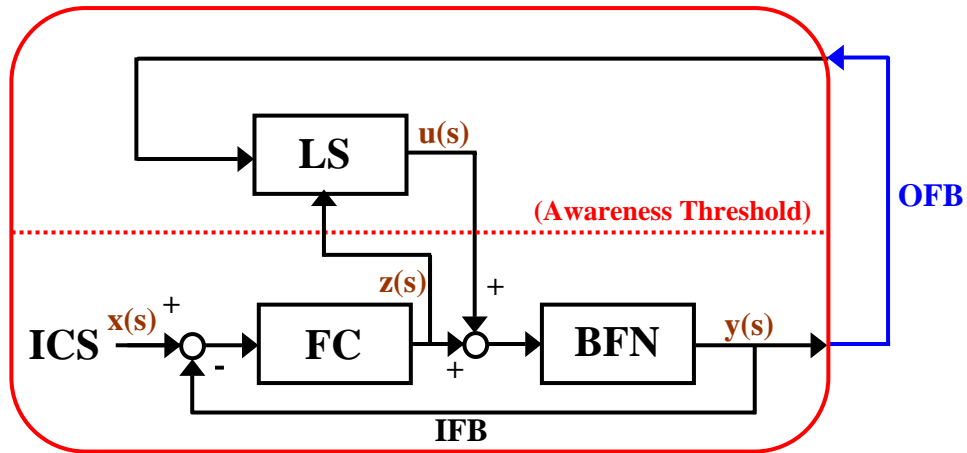 LS
u(s)
(Awareness Threshold)
OFB
z(s)
+
ICS
x(s)
+
-
FC
+
BFN
y(s)
IFB